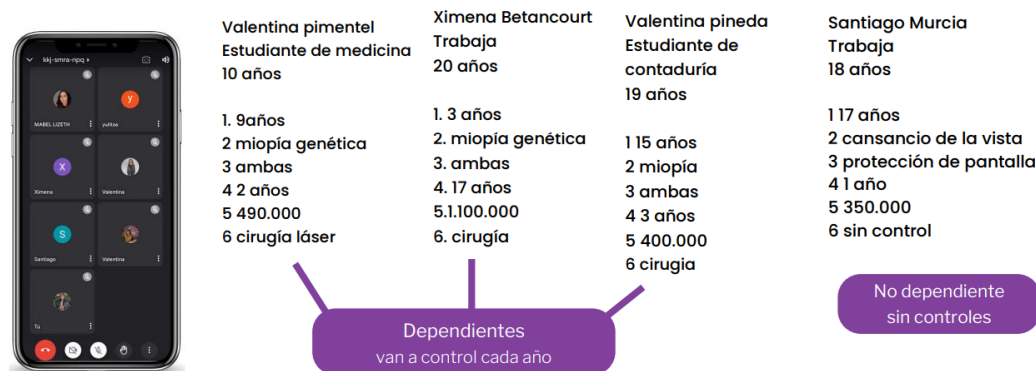 kkj-smra-npq
MABEL LIZETH
yulitos
Ximena
Valentina
Santiago
Valentina
Tú
Valentina pimentel
Estudiante de medicina
10 años
1. 9años
2 miopía genética
3 ambas
4 2 años
5 490.000
6 cirugía láser
Ximena Betancourt
Trabaja
20 años
1. 3 años
2. miopía genética
3. ambas
4. 17 años
5.1.100.000
6. cirugía
Valentina pineda
Estudiante de
contaduría
19 años
1 15 años
2 miopía
3 ambas
4 3 años
5 400.000
6 cirugia
Santiago Murcia
Trabaja
18 años
1 17 años
2 cansancio de la vista
3 protección de pantalla
4 1 año
5 350.000
6 sin control
Dependientes
van a control cada año
No dependiente
sin controles